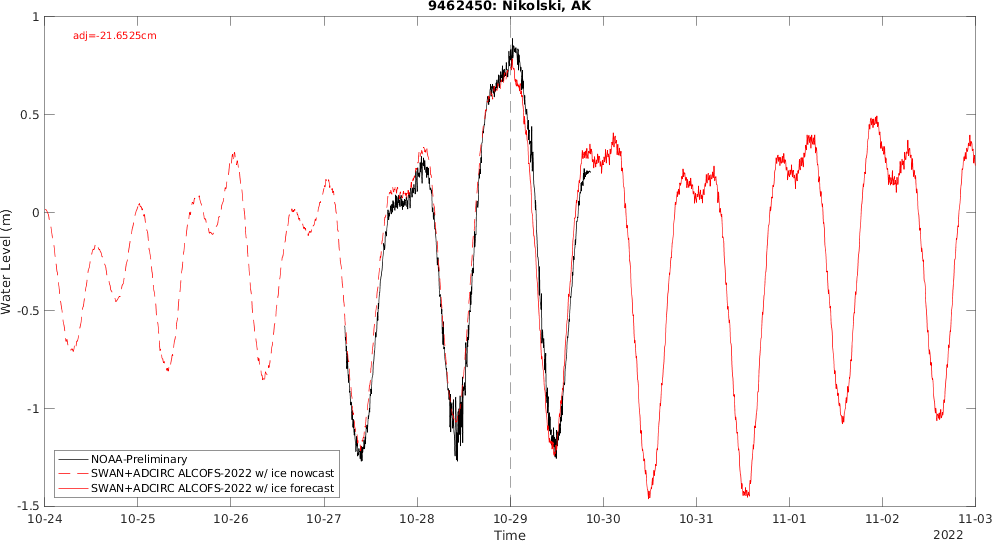 9462450: Nikolski, AK
adj=-21.6525cm
Water Level (m)
1
0.5
0
-0.5
-1
-1.5
NOAA-Preliminary
SWAN+ADCIRC ALCOFS-2022 w/ ice nowcast
SWAN+ADCIRC ALCOFS-2022 w/ ice forecast
10-24 10-25 10-26 10-27 10-28 10-29 10-30 10-31 11-01 11-02 11-03
Time
2022